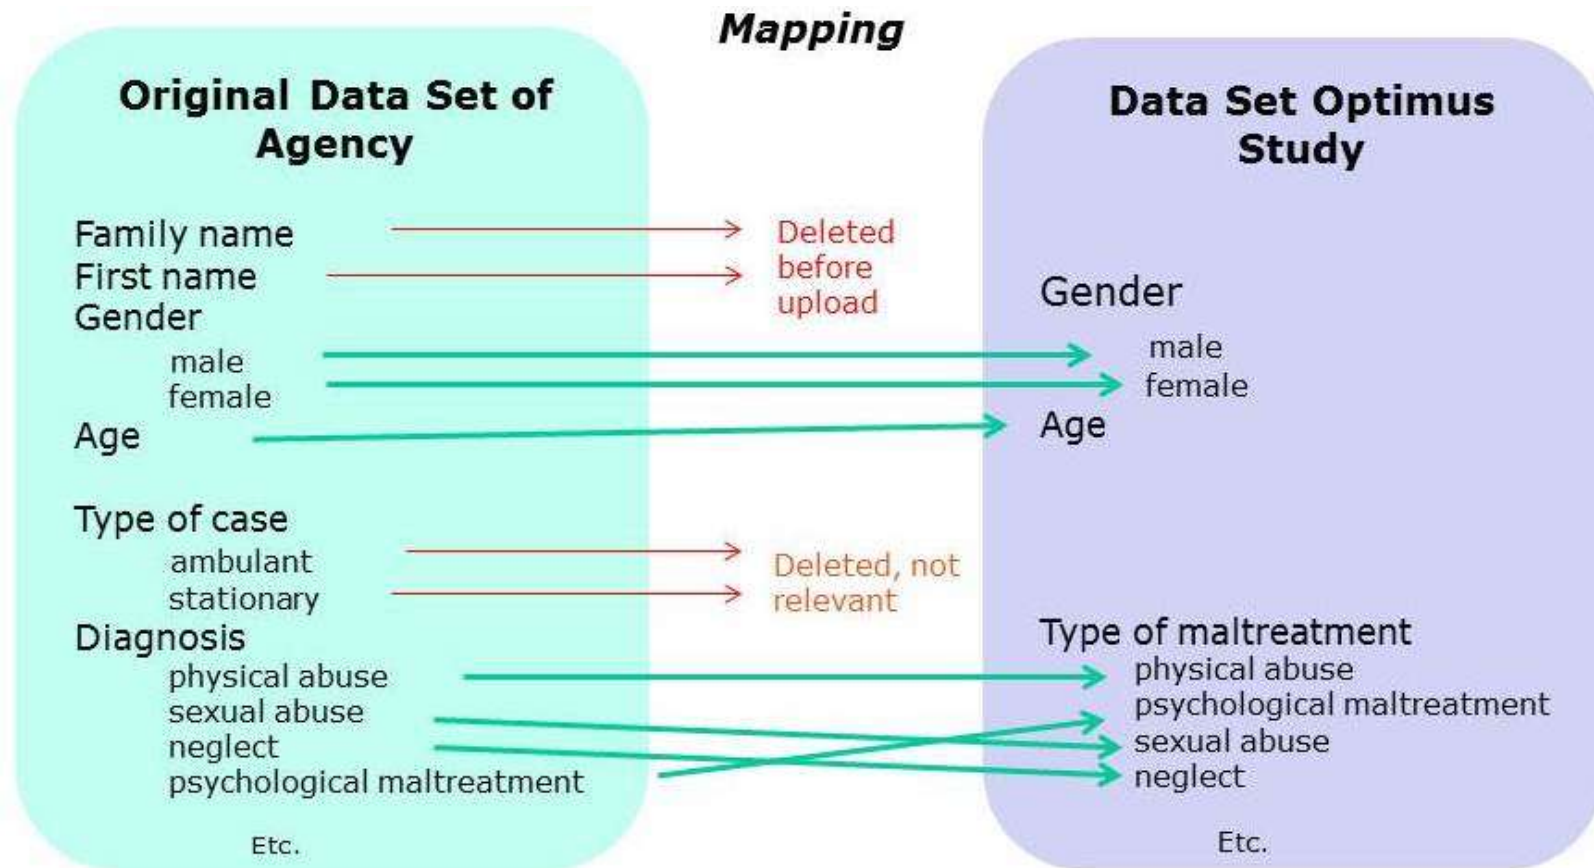 Mapping
Original Data Set of
Agency
Family name
First name
Gender
male
female
Age
Type of case
ambulant
stationary
Diagnosis
physical abuse
sexual abuse
neglect
psychological maltreatment
Etc.
Deleted
before
upload
Deleted, not
relevant
Data Set Optimus
Study
Gender
male
female
Age
Type of maltreatment
physical abuse
psychological maltreatment
sexual abuse
neglect
Etc.